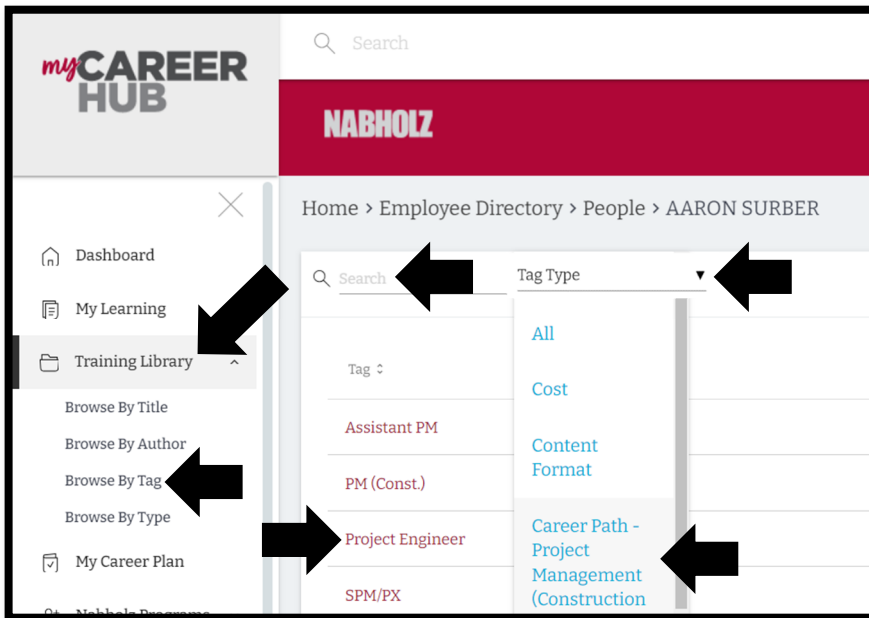 myCAREER
HUB
Search
NABHOLZ
Home > Employee Directory > People > AARON SURBER
Dashboard
My Learning
Training Library
Browse By Title
Browse By Author
Browse By Tag
Browse By Type
My Career Plan
Nabholz Programs
Search
Tag Type
All
Cost
Content
Format
Career Path -
Project
Management
(Construction
Tag
Assistant PM
PM (Const.)
Project Engineer
SPM/PX